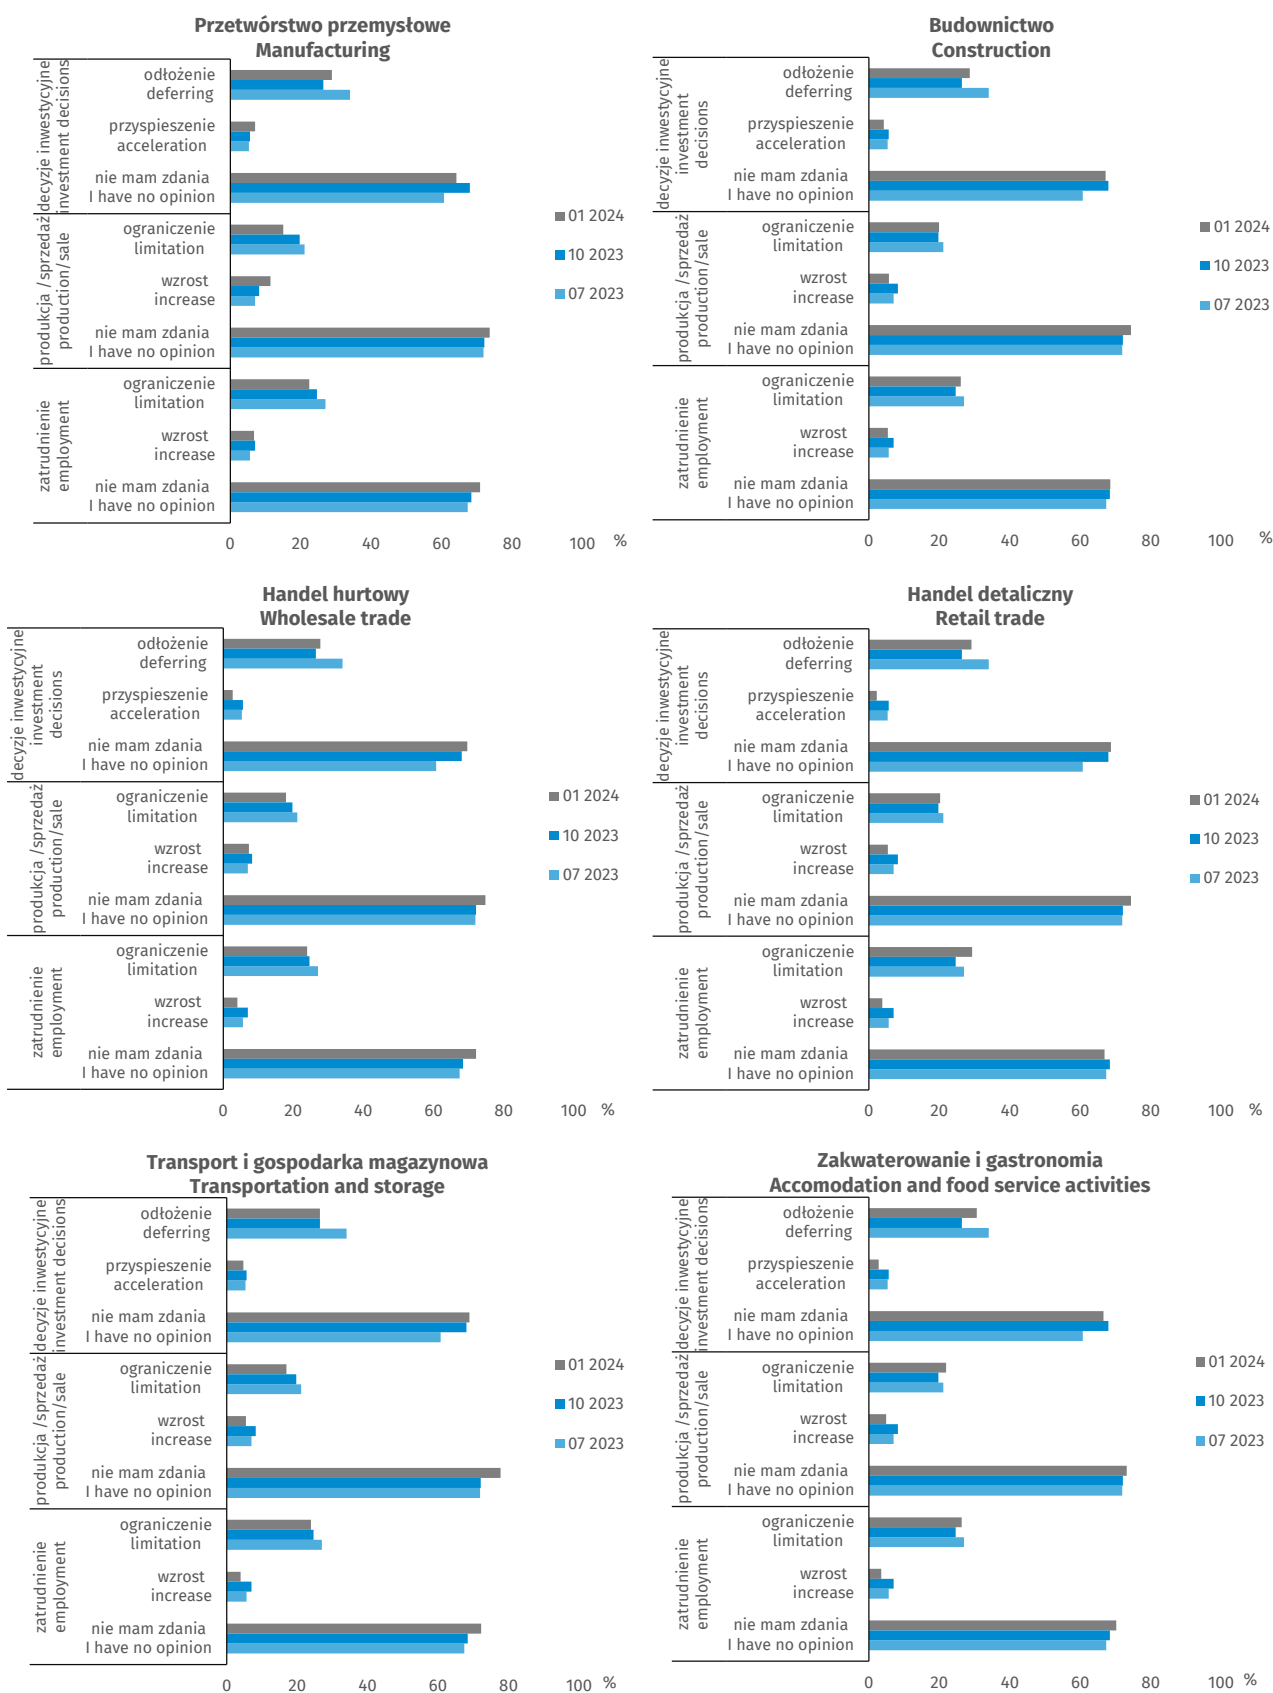 Przetwórstwo przemysłowe
Manufacturing
decyzje inwestycyjne
investment decisions
odłożenie
deferring
przyspieszenie
acceleration
nie mam zdania
I have no opinion
produkcja /sprzedaż
production/sale
ograniczenie
limitation
wzrost
increase
nie mam zdania
I have no opinion
zatrudnienie
employment
ograniczenie
limitation
wzrost
increase
nie mam zdania
I have no opinion
0 20 40 60 80 100 %
01 2024
10 2023
07 2023
Budownictwo
Construction
decyzje inwestycyjne
investment
decisions
odłożenie
deferring
przyspieszenie
acceleration
nie mam zdania
I have no opinion
produkcja /sprzedaż
production/sale
ograniczenie
limitation
wzrost
increase
nie mam zdania
I have no opinion
zatrudnienie
employment
ograniczenie
limitation
wzrost
increase
nie mam zdania
I have no opinion
0 20 40 60 80 100 %
01 2024
10 2023
07 2023
Handel hurtowy
Wholesale trade
decyzje inwestycyjne
investment
decisions
odłożenie
deferring
przyspieszenie
acceleration
nie mam zdania
I have no opinion
produkcja /sprzedaż
production/sale
ograniczenie
limitation
wzrost
increase
nie mam zdania
I have no opinion
zatrudnienie
employment
ograniczenie
limitation
wzrost
increase
nie mam zdania
I have no opinion
0 20 40 60 80 100 %
01 2024
10 2023
07 2023
Handel detaliczny
Retail trade
decyzje inwestycyjne
investment
decisions
odłożenie
deferring
przyspieszenie
acceleration
nie mam zdania
I have no opinion
produkcja /sprzedaż
production/sale
ograniczenie
limitation
wzrost
increase
nie mam zdania
I have no opinion
zatrudnienie
employment
ograniczenie
limitation
wzrost
increase
nie mam zdania
I have no opinion
0 20 40 60 80 100 %
01 2024
10 2023
07 2023
Transport i gospodarka magazynowa
Transportation and storage
decyzje inwestycyjne
investment decisions
odłożenie
deferring
przyspieszenie
acceleration
nie mam zdania
I have no opinion
produkcja /sprzedaż
production/sale
ograniczenie
limitation
wzrost
increase
nie mam zdania
I have no opinion
zatrudnienie
employment
ograniczenie
limitation
wzrost
increase
nie mam zdania
I have no opinion
0 20 40 60 80 100 %
01 2024
10 2023
07 2023
Zakwaterowanie i gastronomia
Accomodation and food service activities
decyzje inwestycyjne
investment decisions
odłożenie
deferring
przyspieszenie
acceleration
nie mam zdania
I have no opinion
produkcja /sprzedaż
production/sale
ograniczenie
limitation
wzrost
increase
nie mam zdania
I have no opinion
zatrudnienie
employment
ograniczenie
limitation
wzrost
increase
nie mam zdania
I have no opinion
0 20 40 60 80 100 %
01 2024
10 2023
07 2023